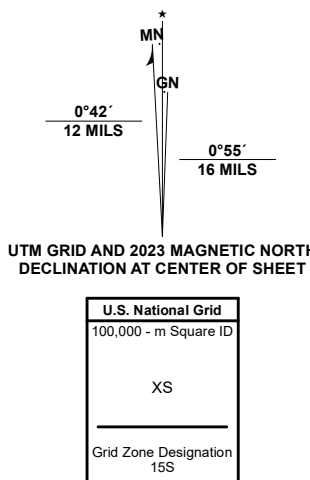 MN
GN
0°42´
12 MILS
0°55´
16 MILS
UTM GRID AND 2023 MAGNETIC NORTH
DECLINATION AT CENTER OF SHEET
U.S. National Grid
100,000 - m Square ID
XS
Grid Zone Designation
15S